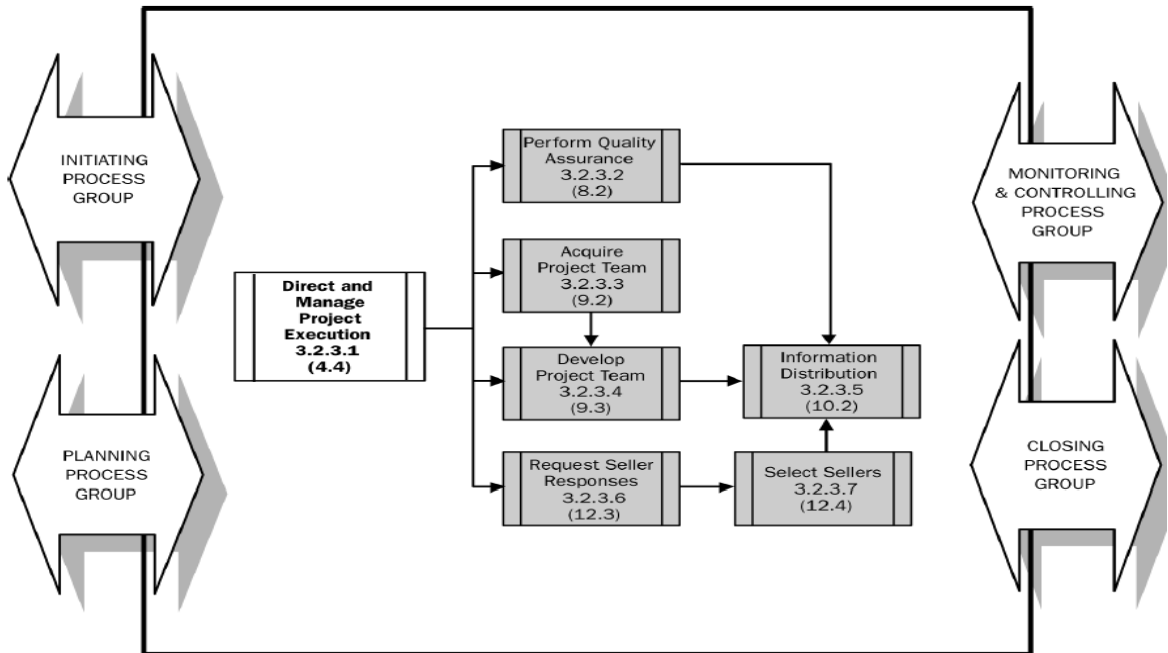 INITIATING
PROCESS
GROUP
PLANNING
PROCESS
GROUP
Direct and
Manage
Project
Execution
3.2.3.1
(4.4)
Perform Quality
Assurance
3.2.3.2
(8.2)
Acquire
Project Team
3.2.3.3
(9.2)
Develop
Project Team
3.2.3.4
(9.3)
Request Seller
Responses
3.2.3.6
(12.3)
Information
Distribution
3.2.3.5
(10.2)
Select Sellers
3.2.3.7
(12.4)
MONITORING
& CONTROLLING
PROCESS
GROUP
CLOSING
PROCESS
GROUP